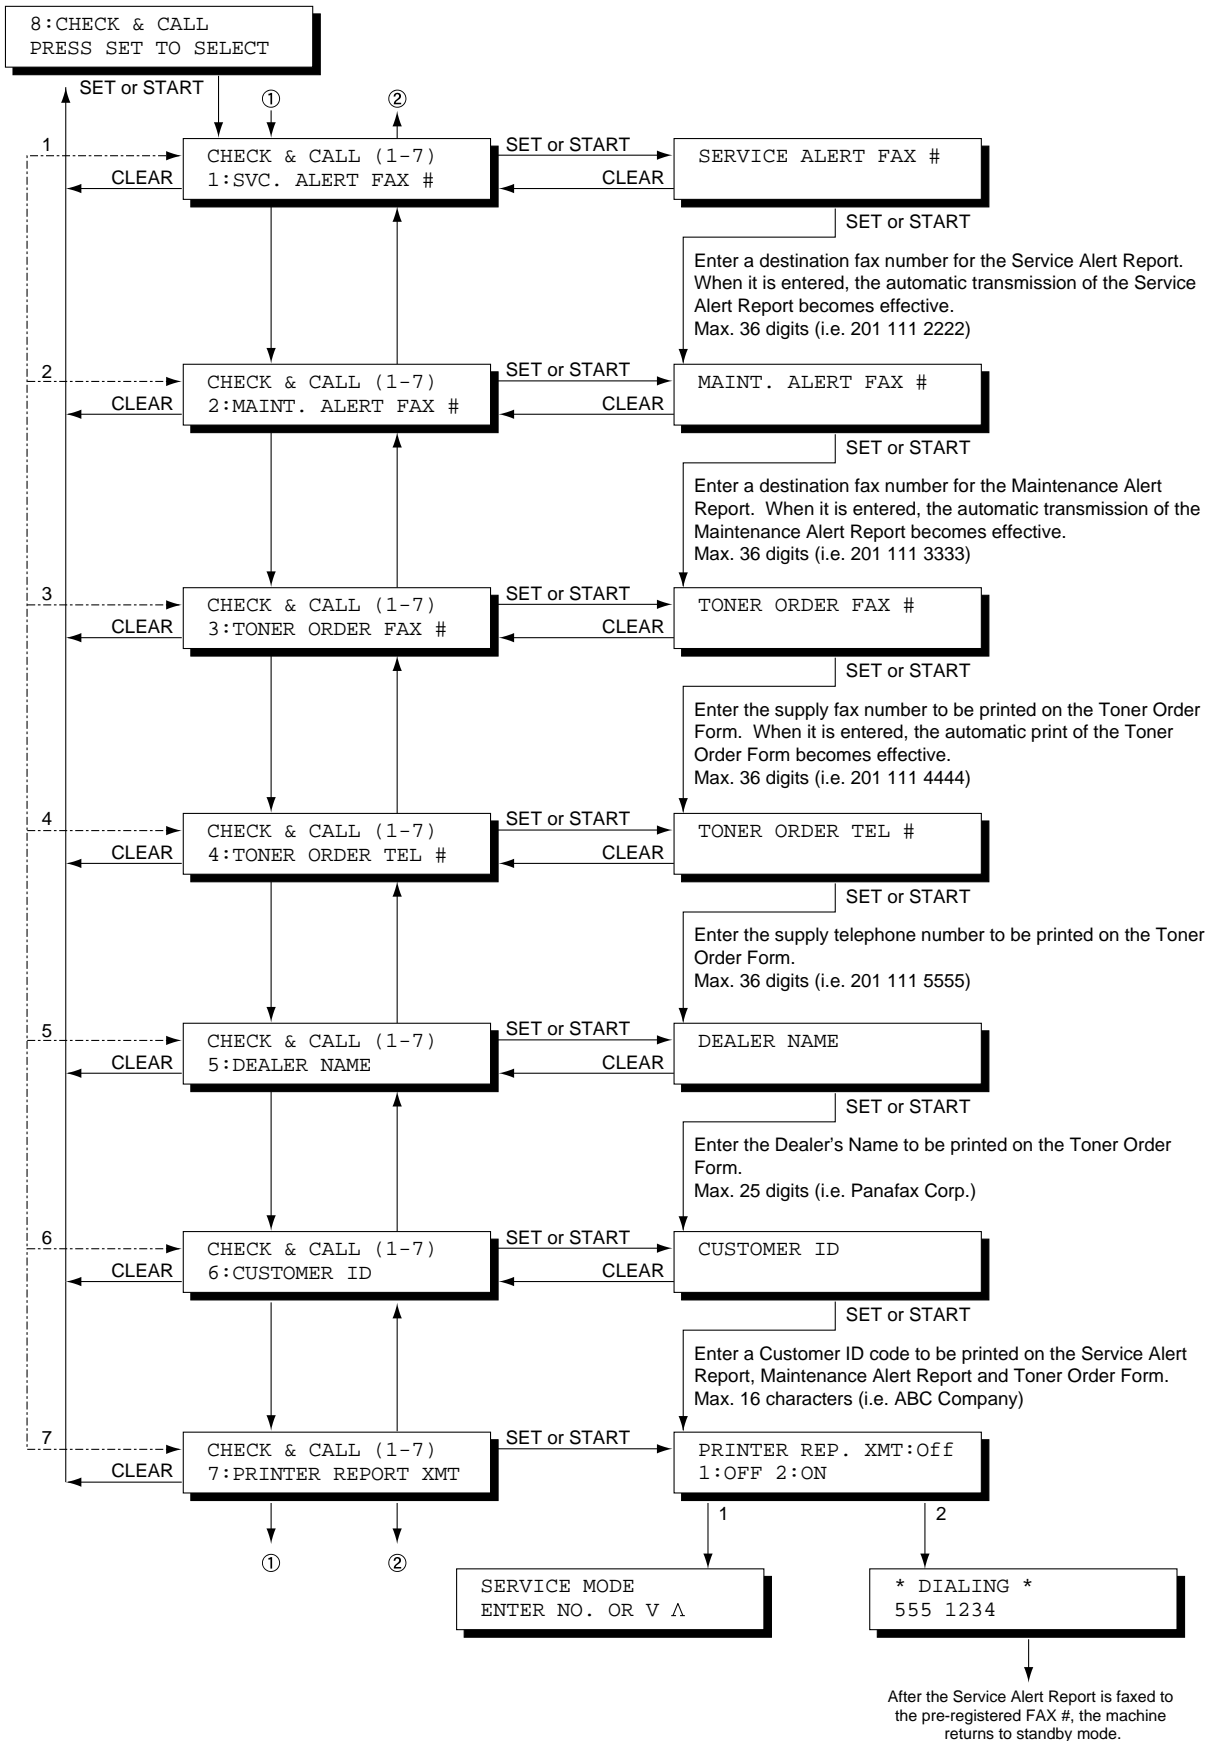 8:CHECK & CALL
PRESS SET TO SELECT
SET or START
① ②
1
CHECK & CALL (1-7)
1:SVC. ALERT FAX #
SET or START
CLEAR
CLEAR
SERVICE ALERT FAX #
SET or START
Enter a destination fax number for the Service Alert Report.
When it is entered, the automatic transmission of the Service
Alert Report becomes effective.
Max. 36 digits (i.e. 201 111 2222)
2
CHECK & CALL (1-7)
2:MAINT. ALERT FAX #
SET or START
CLEAR
CLEAR
MAINT. ALERT FAX #
SET or START
Enter a destination fax number for the Maintenance Alert
Report. When it is entered, the automatic transmission of the
Maintenance Alert Report becomes effective.
Max. 36 digits (i.e. 201 111 3333)
3
CHECK & CALL (1-7)
3:TONER ORDER FAX #
SET or START
CLEAR
CLEAR
TONER ORDER FAX #
SET or START
Enter the supply fax number to be printed on the Toner Order
Form. When it is entered, the automatic print of the Toner
Order Form becomes effective.
Max. 36 digits (i.e. 201 111 4444)
4
CHECK & CALL (1-7)
4:TONER ORDER TEL #
SET or START
CLEAR
CLEAR
TONER ORDER TEL #
SET or START
Enter the supply telephone number to be printed on the Toner
Order Form.
Max. 36 digits (i.e. 201 111 5555)
5
CHECK & CALL (1-7)
5:DEALER NAME
SET or START
CLEAR
CLEAR
DEALER NAME
SET or START
Enter the Dealer's Name to be printed on the Toner Order
Form.
Max. 25 digits (i.e. Panafax Corp.)
6
CHECK & CALL (1-7)
6:CUSTOMER ID
SET or START
CLEAR
CLEAR
CUSTOMER ID
SET or START
Enter a Customer ID code to be printed on the Service Alert
Report, Maintenance Alert Report and Toner Order Form.
Max. 16 characters (i.e. ABC Company)
7
CHECK & CALL (1-7)
7:PRINTER REPORT XMT
SET or START
CLEAR
PRINTER REP. XMT:Off
1:OFF 2:ON
1
2
① ②
SERVICE MODE
ENTER NO. OR V Λ
* DIALING *
555 1234
After the Service Alert Report is faxed to
the pre-registered FAX #, the machine
returns to standby mode.